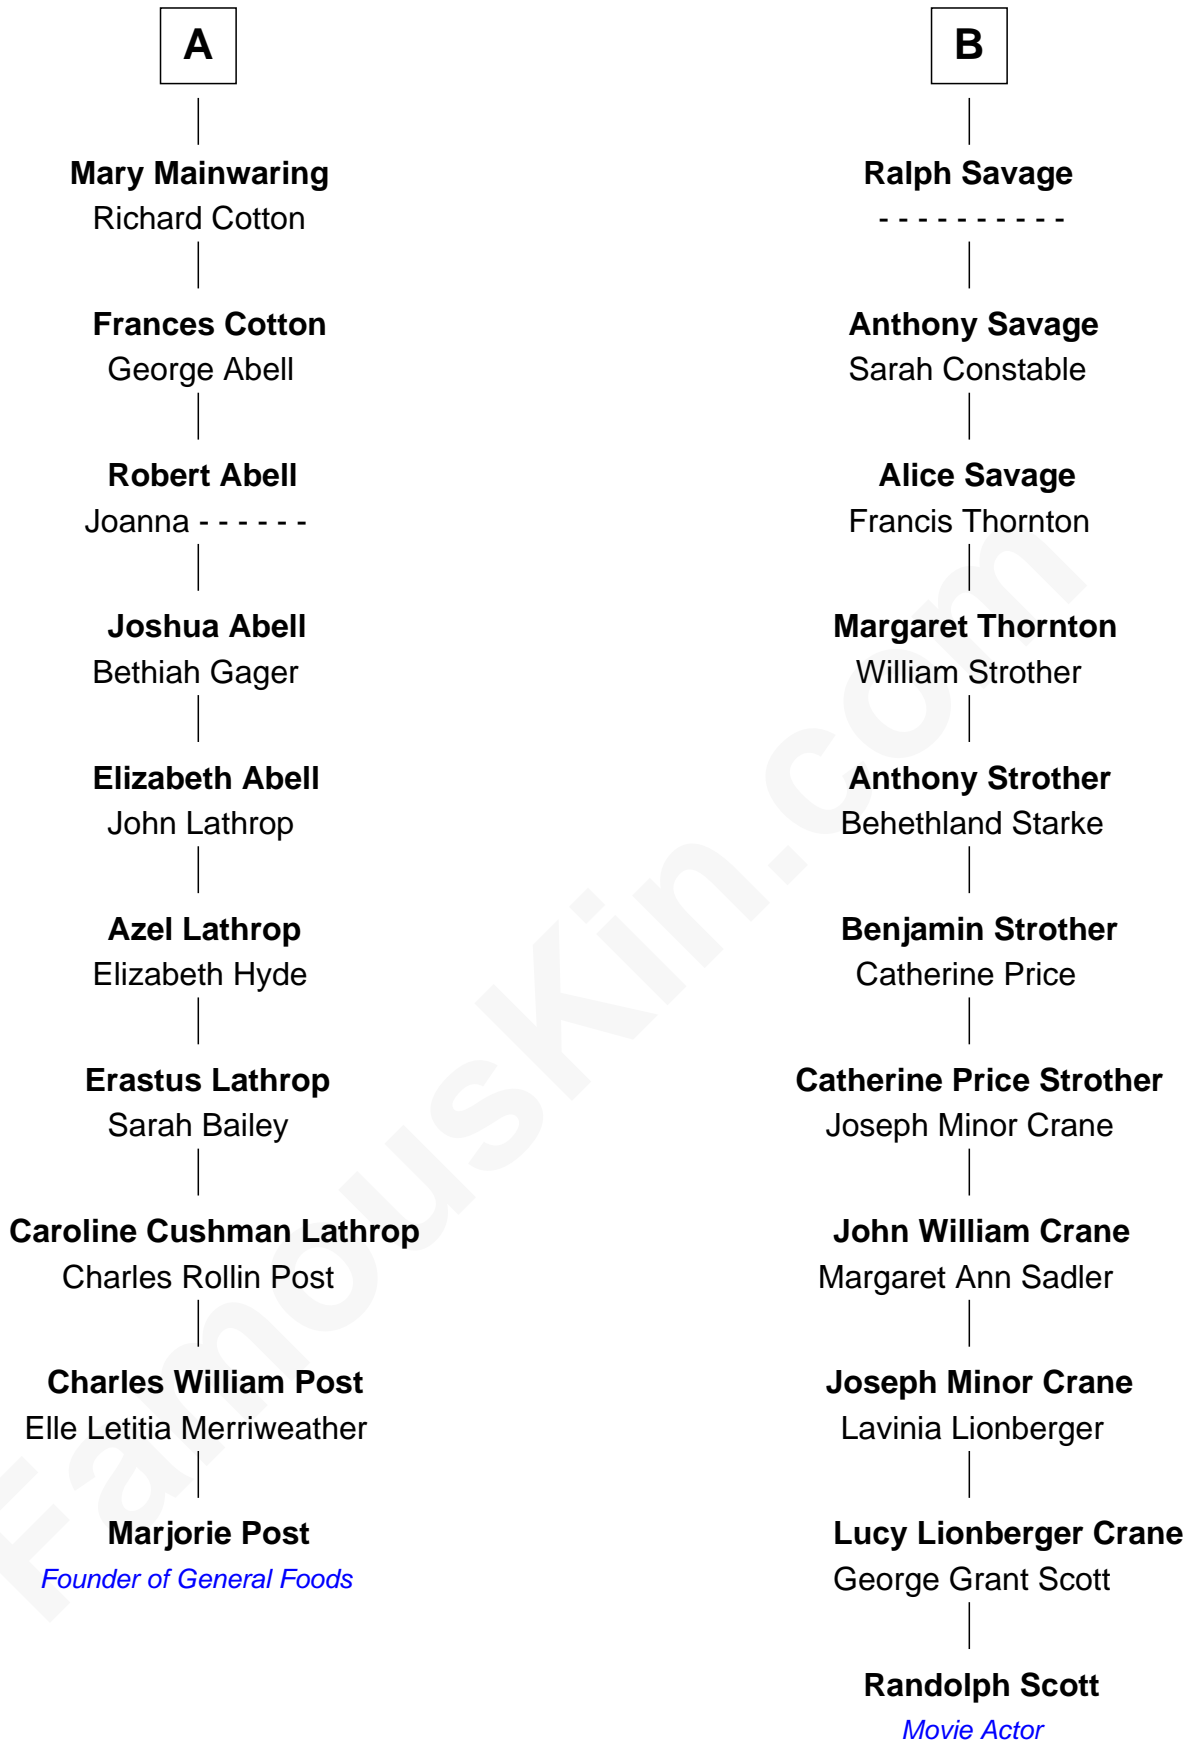 A
Mary Mainwaring
Richard Cotton
Frances Cotton
George Abell
Robert Abell
Joanna - - - - - -
Joshua Abell
Bethiah Gager
Elizabeth Abell
John Lathrop
Azel Lathrop
Elizabeth Hyde
Erastus Lathrop
Sarah Bailey
Caroline Cushman Lathrop
Charles Rollin Post
Charles William Post
Elle Letitia Merriweather
Marjorie Post
Founder of General Foods
B
Ralph Savage
- - - - - - - - - -
Anthony Savage
Sarah Constable
Alice Savage
Francis Thornton
Margaret Thornton
William Strother
Anthony Strother
Behethland Starke
Benjamin Strother
Catherine Price
Catherine Price Strother
Joseph Minor Crane
John William Crane
Margaret Ann Sadler
Joseph Minor Crane
Lavinia Lionberger
Lucy Lionberger Crane
George Grant Scott
Randolph Scott
Movie Actor
FamousKin.com